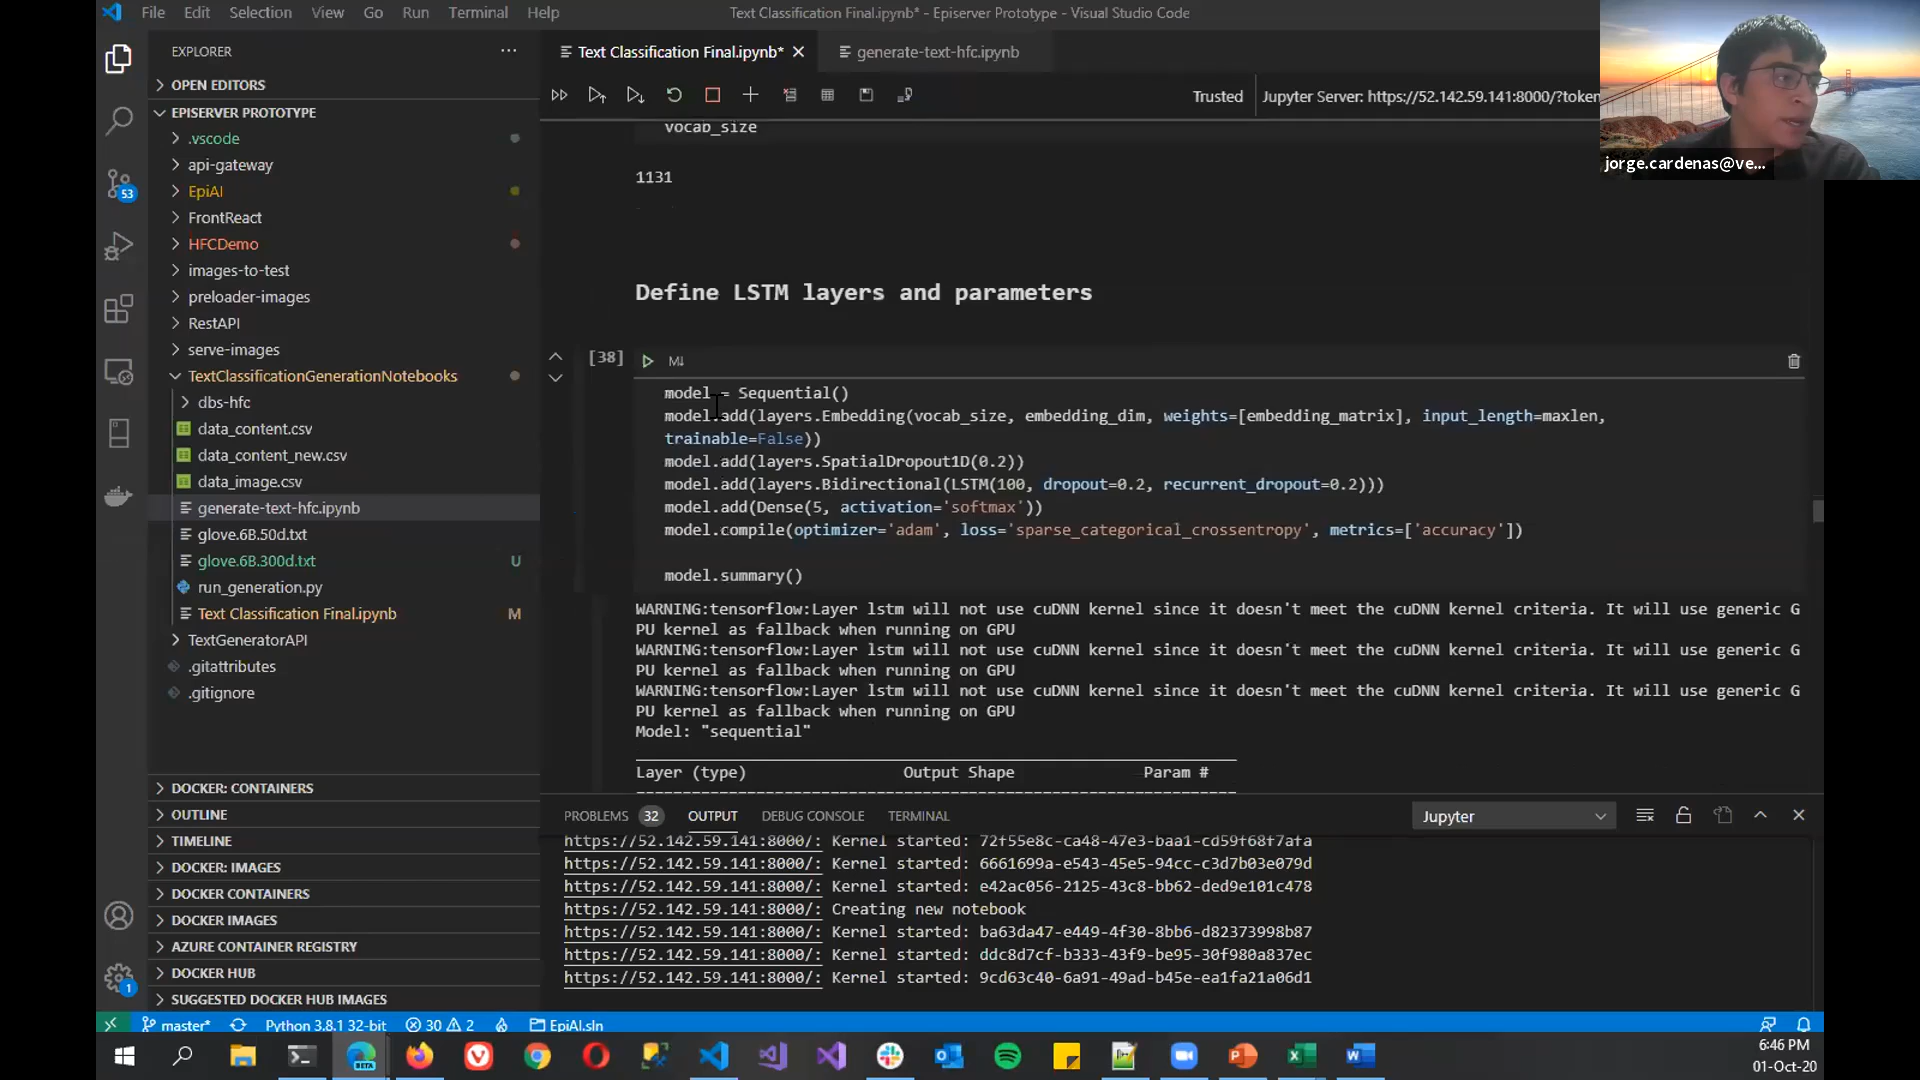 File Edit Selection View Go Run Terminal Help
Text Classification Final.ipynb* - Episerver Prototype - Visual Studio Code
EXPLORER
OPEN EDITORS
EPISERVER PROTOTYPE
.vscode
api-gateway
EpiAI
FrontReact
HFCDemo
images-to-test
preloader-images
RestAPI
serve-images
TextClassificationGenerationNotebooks
dbs-hfc
data_content.csv
data_content_new.csv
data_image.csv
generate-text-hfc.ipynb
glove.6B.50d.txt
glove.6B.300d.txt U
run_generation.py
Text Classification Final.ipynb M
TextGeneratorAPI
.gitattributes
.gitignore
DOCKER: CONTAINERS
OUTLINE
TIMELINE
DOCKER: IMAGES
DOCKER CONTAINERS
DOCKER IMAGES
AZURE CONTAINER REGISTRY
DOCKER HUB
SUGGESTED DOCKER HUB IMAGES
53
1
Text Classification Final.ipynb*
generate-text-hfc.ipynb
Trusted
Jupyter Server: https://52.142.59.141:8000/?token
jorge.cardenas@ve...
vocab_size
1131
Define LSTM layers and parameters
[38]
M↓
model = Sequential()
model.add(layers.Embedding(vocab_size, embedding_dim, weights=[embedding_matrix], input_length=maxlen,
trainable=False))
model.add(layers.SpatialDropout1D(0.2))
model.add(layers.Bidirectional(LSTM(100, dropout=0.2, recurrent_dropout=0.2)))
model.add(Dense(5, activation='softmax'))
model.compile(optimizer='adam', loss='sparse_categorical_crossentropy', metrics=['accuracy'])
model.summary()
WARNING:tensorflow:Layer lstm will not use cuDNN kernel since it doesn't meet the cuDNN kernel criteria. It will use generic G
PU kernel as fallback when running on GPU
WARNING:tensorflow:Layer lstm will not use cuDNN kernel since it doesn't meet the cuDNN kernel criteria. It will use generic G
PU kernel as fallback when running on GPU
WARNING:tensorflow:Layer lstm will not use cuDNN kernel since it doesn't meet the cuDNN kernel criteria. It will use generic G
PU kernel as fallback when running on GPU
Model: "sequential"
Layer (type) Output Shape Param #
PROBLEMS 32 OUTPUT DEBUG CONSOLE TERMINAL
Jupyter
https://52.142.59.141:8000/: Kernel started: 72f55e8c-ca48-47e3-baa1-cd59f68f7afa
https://52.142.59.141:8000/: Kernel started: 6661699a-e543-45e5-94cc-c3d7b03e079d
https://52.142.59.141:8000/: Kernel started: e42ac056-2125-43c8-bb62-ded9e101c478
https://52.142.59.141:8000/: Creating new notebook
https://52.142.59.141:8000/: Kernel started: ba63da47-e449-4f30-8bb6-d82373998b87
https://52.142.59.141:8000/: Kernel started: ddc8d7cf-b333-43f9-be95-30f980a837ec
https://52.142.59.141:8000/: Kernel started: 9cd63c40-6a91-49ad-b45e-ea1fa21a06d1
master* Python 3.8.1 32-bit 30 2 EpiAI.sln
BETA
6:46 PM
01-Oct-20